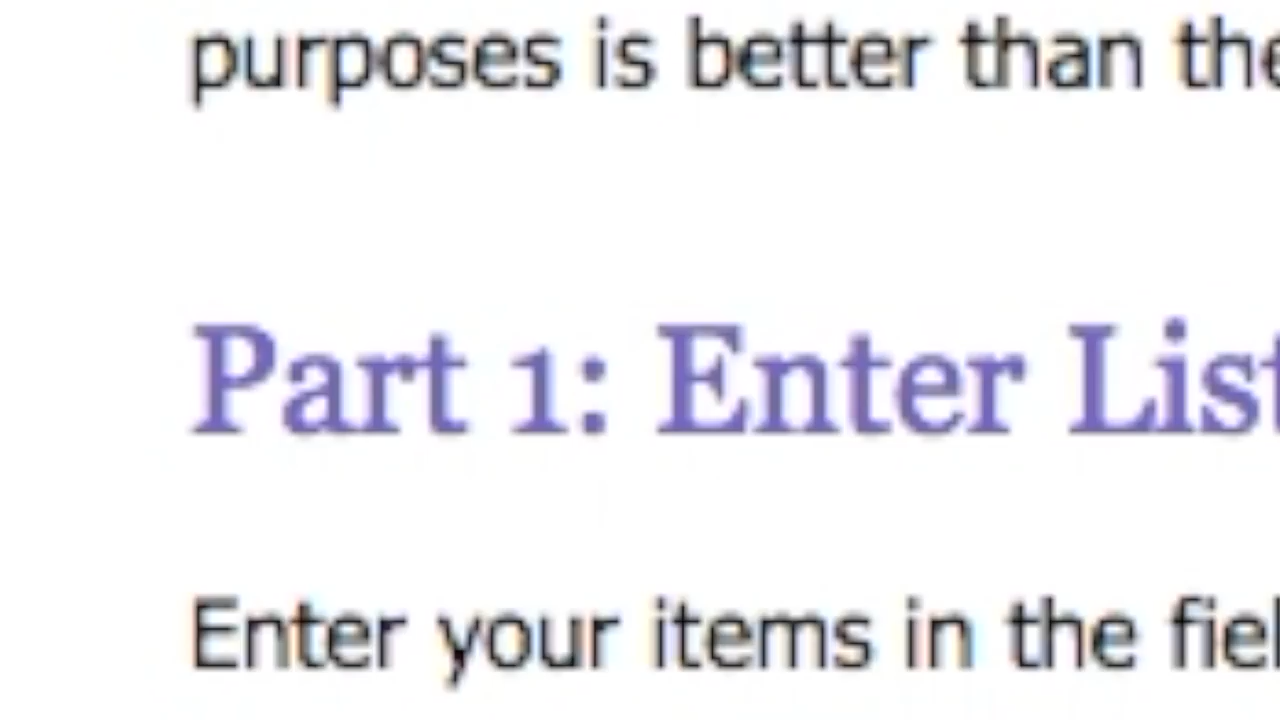 purposes is better than the
Part 1: Enter List
Enter your items in the fiel